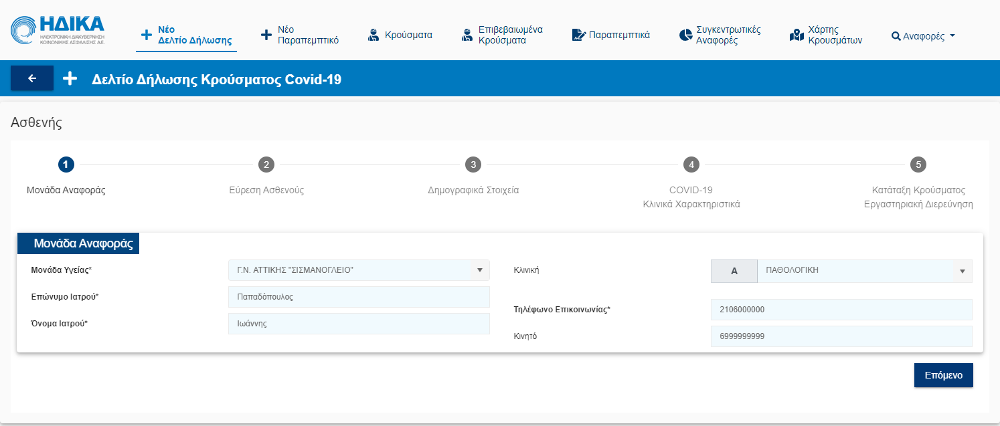 ΗΔΙΚΑ
ΗΛΕΚΤΡΟΝΙΚΗ ΔΙΑΚΥΒΕΡΝΗΣΗ
ΚΟΙΝΩΝΙΚΗΣ ΑΣΦΑΛΙΣΗΣ Α.Ε.
Νέο
Δελτίο Δήλωσης
Νέο
Παραπεμπτικό
Κρούσματα
Επιβεβαιωμένα
Κρούσματα
Παραπεμπτικά
Συγκεντρωτικές
Αναφορές
Χάρτης
Κρουσμάτων
Αναφορές
Δελτίο Δήλωσης Κρούσματος Covid-19
Ασθενής
1
2
3
4
5
Μονάδα Αναφοράς
Εύρεση Ασθενούς
Δημογραφικά Στοιχεία
COVID-19
Κλινικά Χαρακτηριστικά
Κατάταξη Κρούσματος
Εργαστηριακή Διερεύνηση
Μονάδα Αναφοράς
Μονάδα Υγείας*
Γ.Ν. ΑΤΤΙΚΗΣ "ΣΙΣΜΑΝΟΓΛΕΙΟ"
Κλινική
Α
ΠΑΘΟΛΟΓΙΚΗ
Επώνυμο Ιατρού*
Παπαδόπουλος
Τηλέφωνο Επικοινωνίας*
2106000000
Όνομα Ιατρού*
Ιωάννης
Κινητό
6999999999
Επόμενο